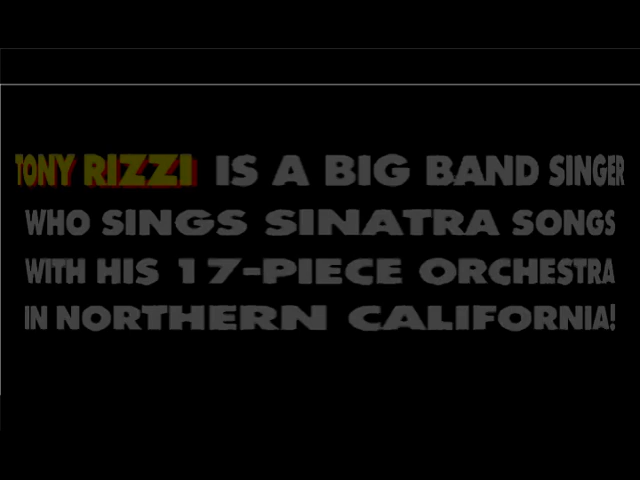 TONY RIZZI IS A BIG BAND SINGER
WHO SINGS SINATRA SONGS
WITH HIS 17-PIECE ORCHESTRA
IN NORTHERN CALIFORNIA!